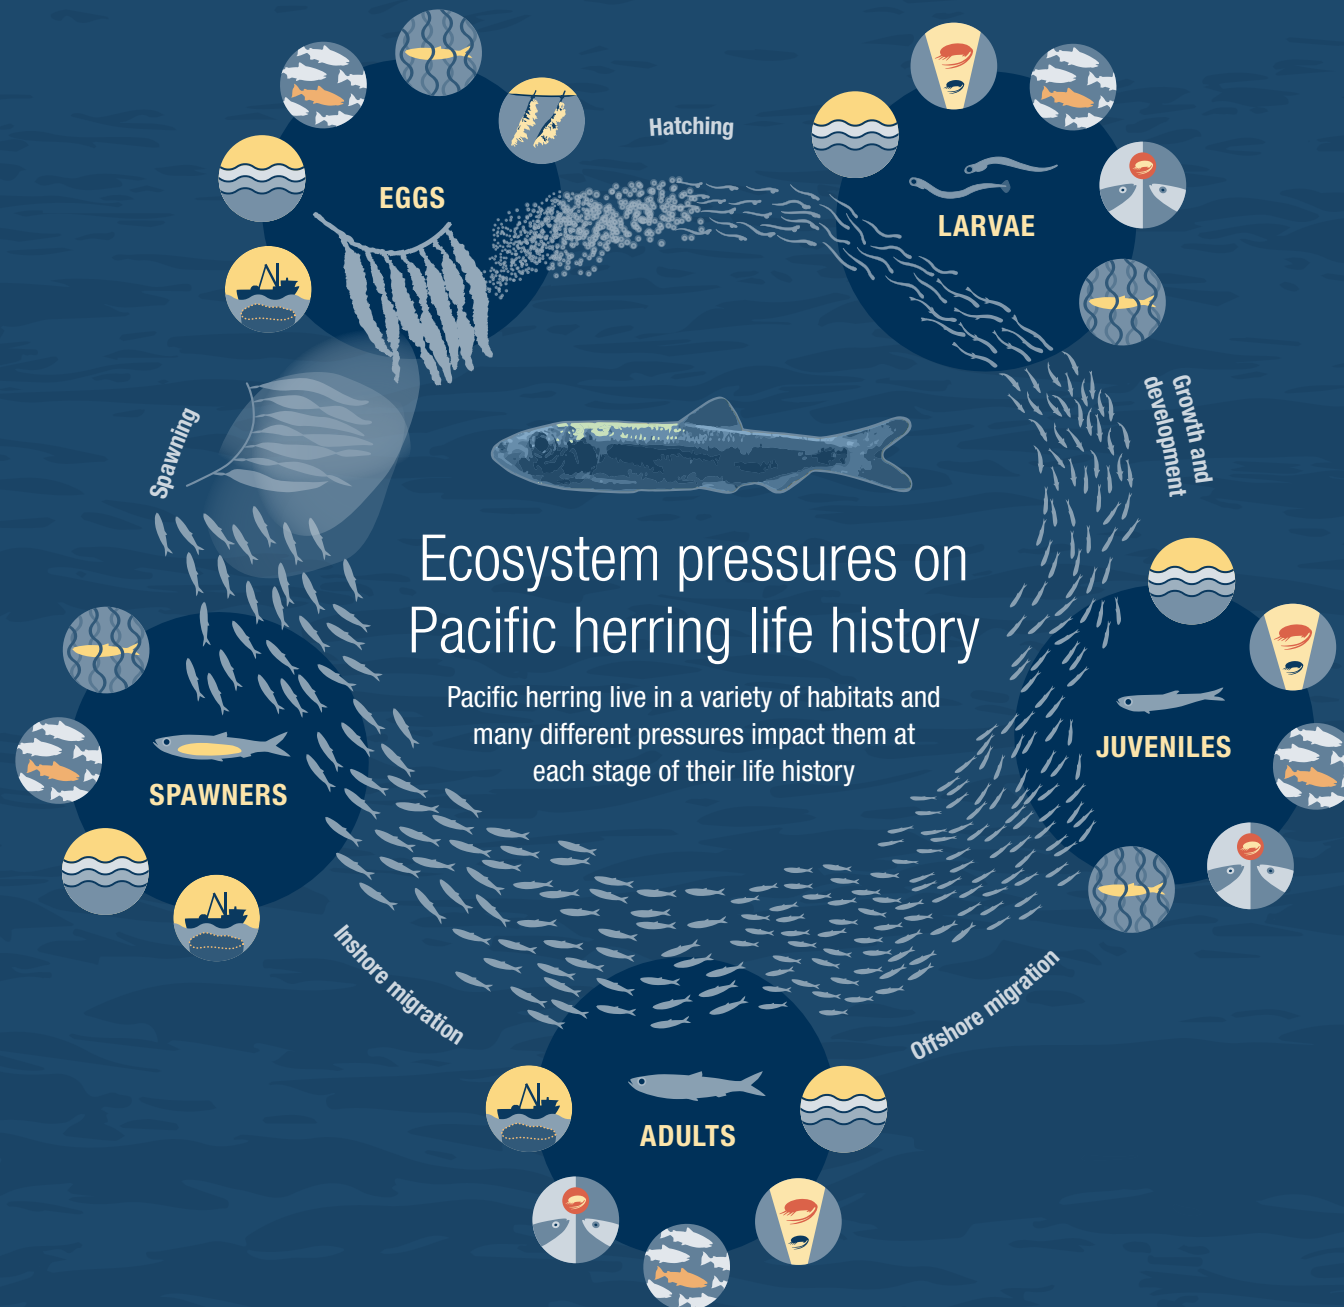 Hatching
EGGS
LARVAE
Growth and
development
Spawning
Ecosystem pressures on
Pacific herring life history
Pacific herring live in a variety of habitats and
many different pressures impact them at
each stage of their life history
JUVENILES
SPAWNERS
Inshore migration
Offshore migration
ADULTS